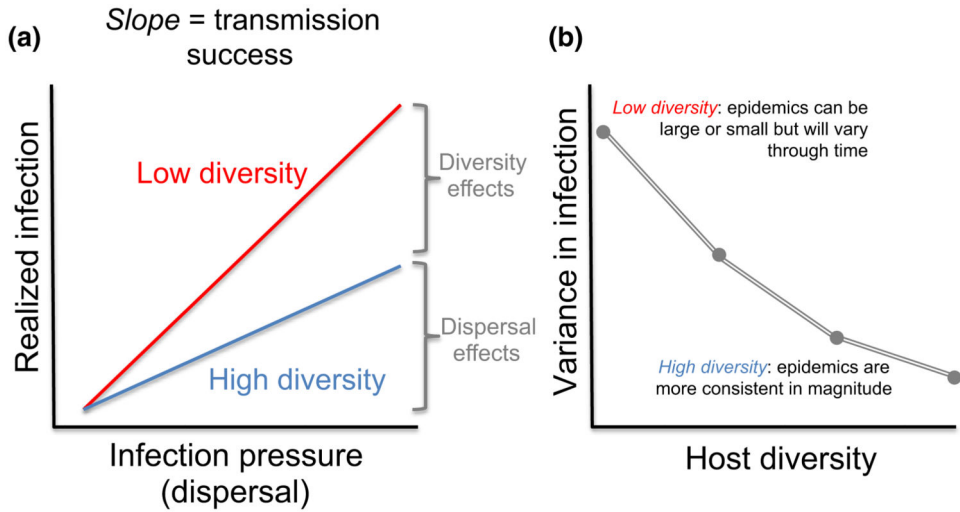 (a)
Slope = transmission
success
Realized infection
Low diversity
High diversity
Diversity
effects
Dispersal
effects
Infection pressure
(dispersal)
(b)
Variance in infection
Low diversity: epidemics can be
large or small but will vary
through time
High diversity: epidemics are
more consistent in magnitude
Host diversity